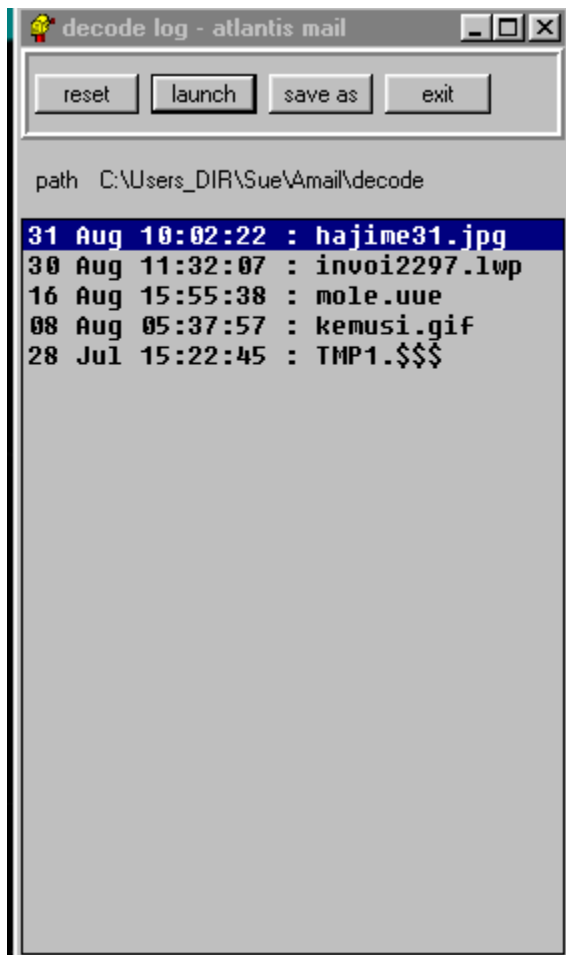 decode log - atlantis mail
reset launch save as exit
path C:\Users_DIR\Sue\Amail\decode
31 Aug 10:02:22 : hajime31.jpg
30 Aug 11:32:07 : invoi2297.lwp
16 Aug 15:55:38 : mole.uue
08 Aug 05:37:57 : kemusi.gif
28 Jul 15:22:45 : TMP1.$$$